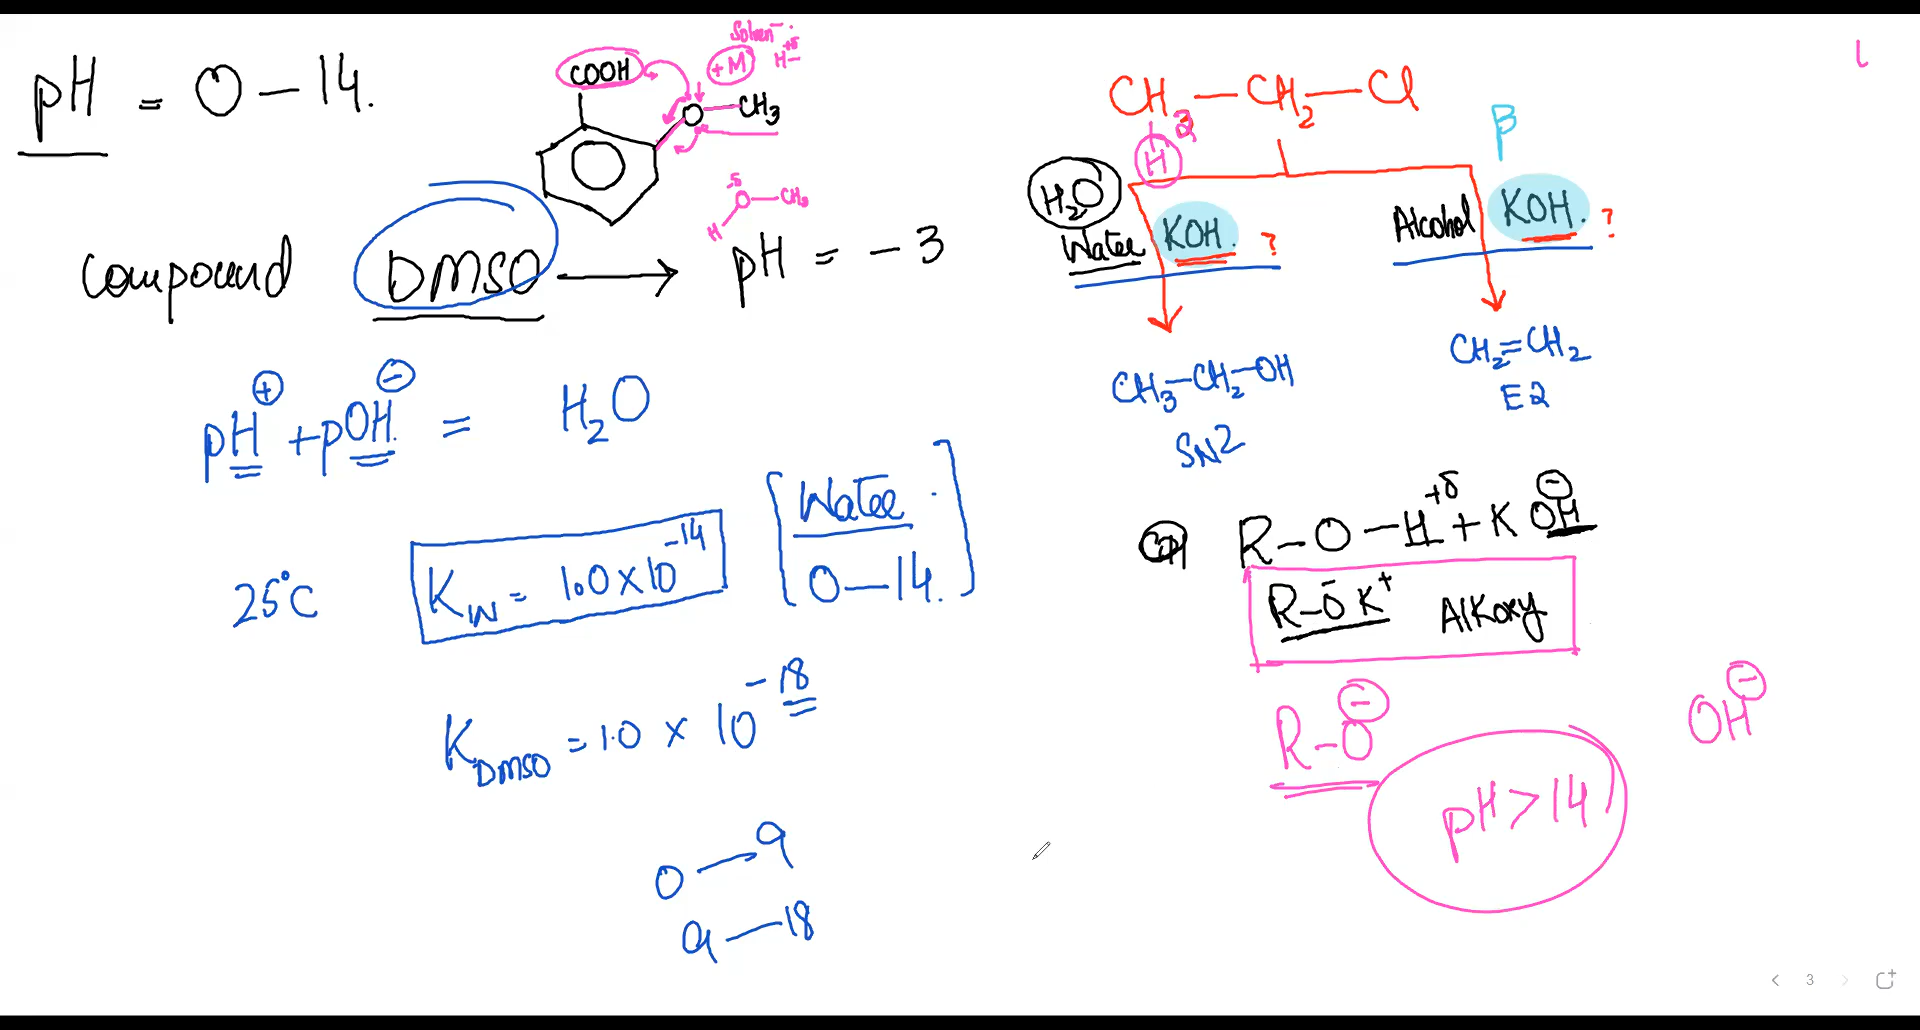 pH = 0 - 14.
COOH
+M
H-
+δ
O-CH3
-δ
O-CH3
H
Compound DMSO → pH = -3
pH⊕ + pOH⊖ = H2O
25°C Kw = 1.0 x 10^-14 [Water 0-14.]
K DMSO = 1.0 x 10^-18
0 - 9
9 - 18
CH3 - CH2 - Cl
2
H
β
H2O
Water KOH. ?
Alcohol KOH. ?
CH3-CH2-OH
SN2
CH2=CH2
E2
R-O-H+δ + K OH⊖
R-O- K+ Alkoxy
R-O⊖
OH⊖
pH > 14
3